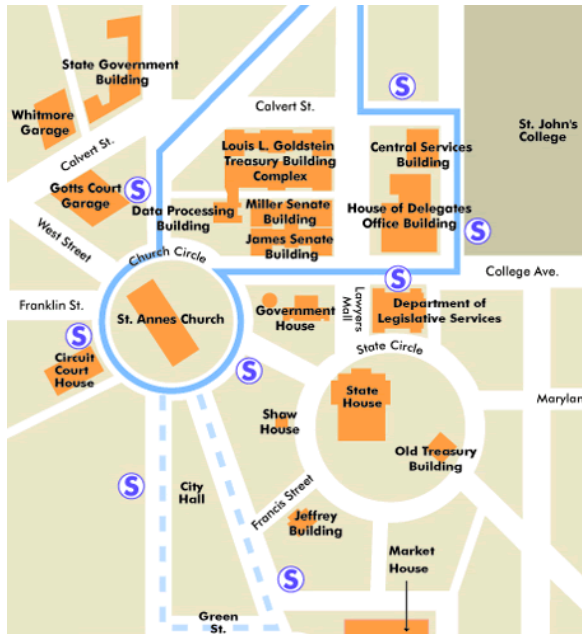 State Government
Building
S
Whitmore
Garage
Calvert St.
Calvert St.
Louis L. Goldstein
Treasury Building
Complex
Central Services
Building
St. John's
College
Gotts Court
Garage
S
Data Processing
Building
Miller Senate
Building
House of Delegates
Office Building
S
West Street
James Senate
Building
Church Circle
College Ave.
S
Franklin St.
St. Annes Church
Government
House
Lawyers
Mall
Department of
Legislative Services
S
Circuit
Court
House
State Circle
S
State
House
Maryland
Shaw
House
Old Treasury
Building
S
City
Hall
Francis Street
Jeffrey
Building
Market
House
S
Green
St.